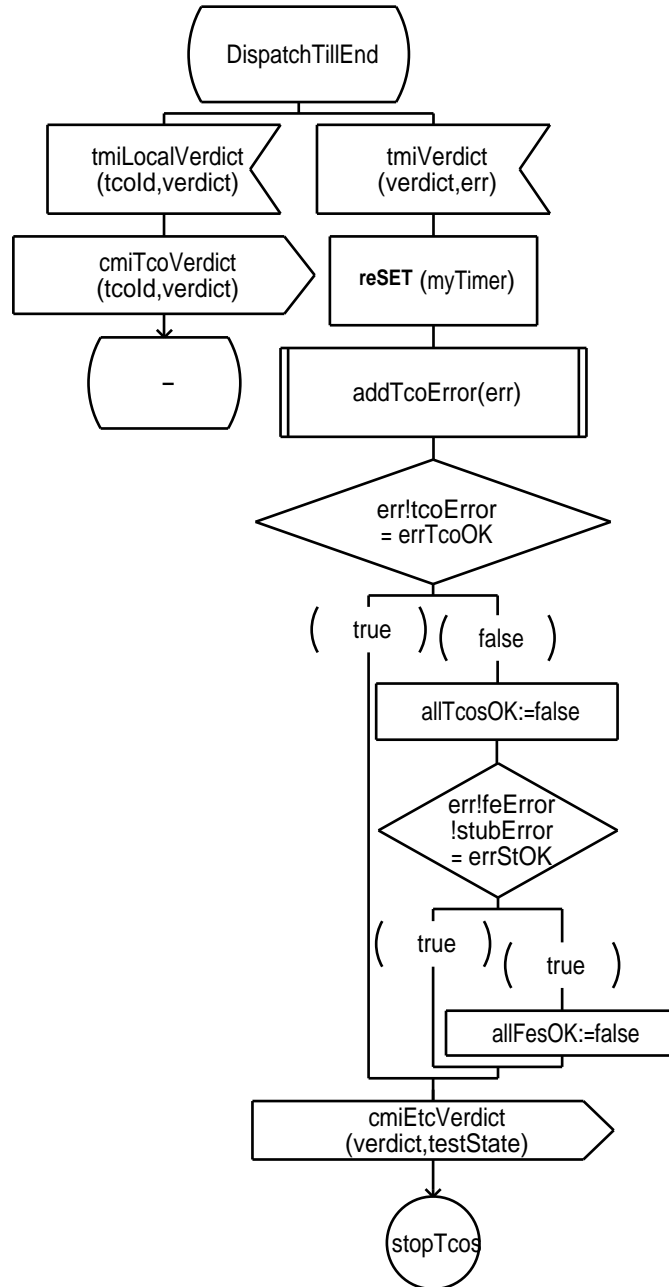 DispatchTillEnd
tmiLocalVerdict
(tcoId,verdict)
tmiVerdict
(verdict,err)
cmiTcoVerdict
(tcoId,verdict)
reSET (myTimer)
–
addTcoError(err)
err!tcoError
= errTcoOK
( true )
( false )
allTcosOK:=false
err!feError
!stubError
= errStOK
( true )
( true )
allFesOK:=false
cmiEtcVerdict
(verdict,testState)
stopTcos